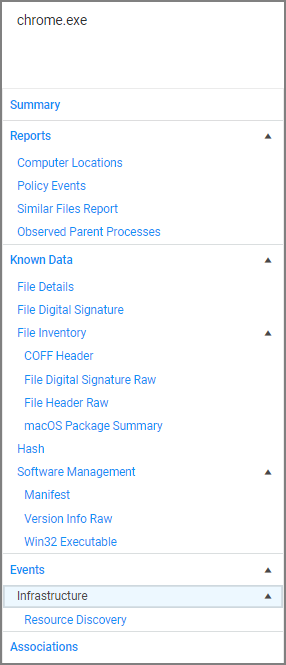 chrome.exe
Summary
Reports
Computer Locations
Policy Events
Similar Files Report
Observed Parent Processes
Known Data
File Details
File Digital Signature
File Inventory
COFF Header
File Digital Signature Raw
File Header Raw
macOS Package Summary
Hash
Software Management
Manifest
Version Info Raw
Win32 Executable
Events
Infrastructure
Resource Discovery
Associations